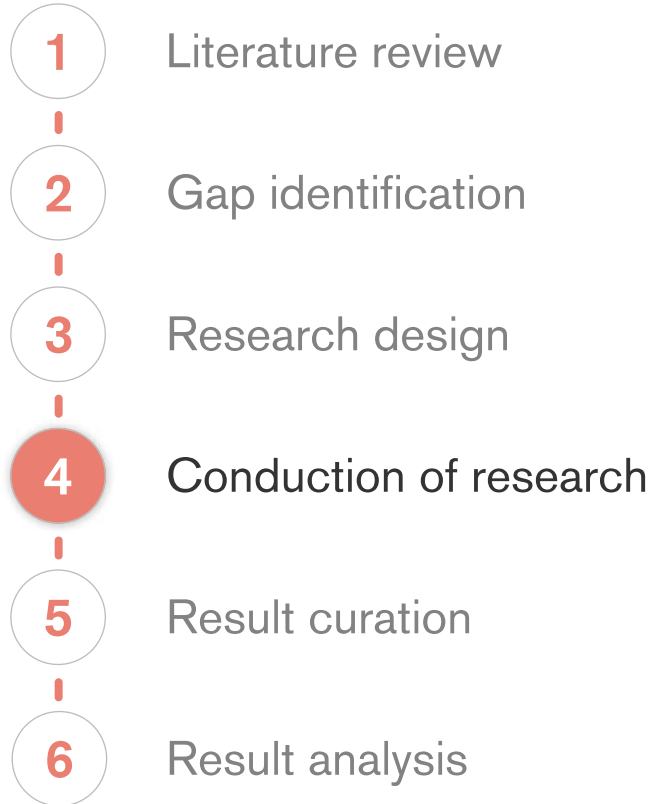 1 Literature review
2 Gap identification
3 Research design
4 Conduction of research
5 Result curation
6 Result analysis